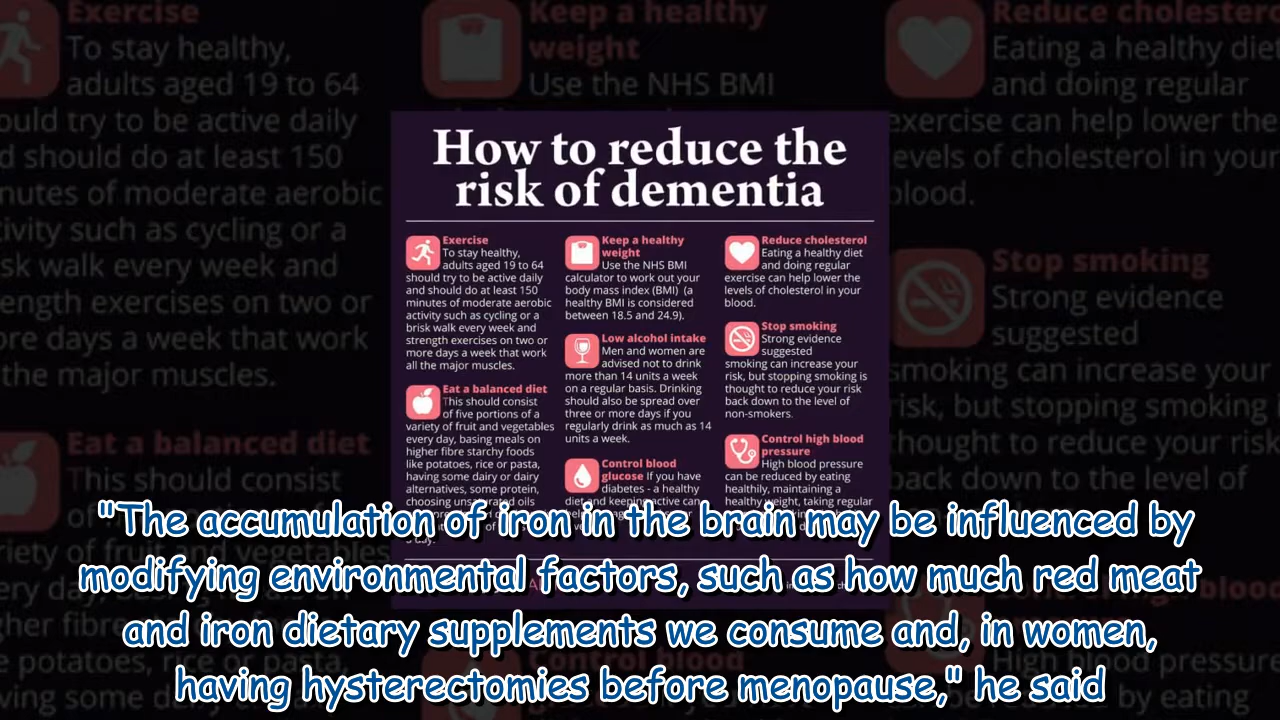 How to reduce the
risk of dementia
Exercise
To stay healthy,
adults aged 19 to 64
should try to be active daily
and should do at least 150
minutes of moderate aerobic
activity such as cycling or a
brisk walk every week and
strength exercises on two or
more days a week that work
all the major muscles.
Eat a balanced diet
This should consist
of five portions of a
variety of fruit and vegetables
every day, basing meals on
higher fibre starchy foods
like potatoes, rice or pasta,
having some dairy or dairy
alternatives, some protein,
choosing unsaturated oils
Keep a healthy
weight
Use the NHS BMI
calculator to work out your
body mass index (BMI) (a
healthy BMI is considered
between 18.5 and 24.9).
Low alcohol intake
Men and women are
advised not to drink
more than 14 units a week
on a regular basis. Drinking
should also be spread over
three or more days if you
regularly drink as much as 14
units a week.
Control blood
glucose If you have
diabetes - a healthy
diet and keeping active can
Reduce cholesterol
Eating a healthy diet
and doing regular
exercise can help lower the
levels of cholesterol in your
blood.
Stop smoking
Strong evidence
suggested
smoking can increase your
risk, but stopping smoking is
thought to reduce your risk
back down to the level of
non-smokers.
Control high blood
pressure
High blood pressure
can be reduced by eating
healthily, maintaining a
healthy weight, taking regular
"The accumulation of iron in the brain may be influenced by
modifying environmental factors, such as how much red meat
and iron dietary supplements we consume and, in women,
having hysterectomies before menopause," he said